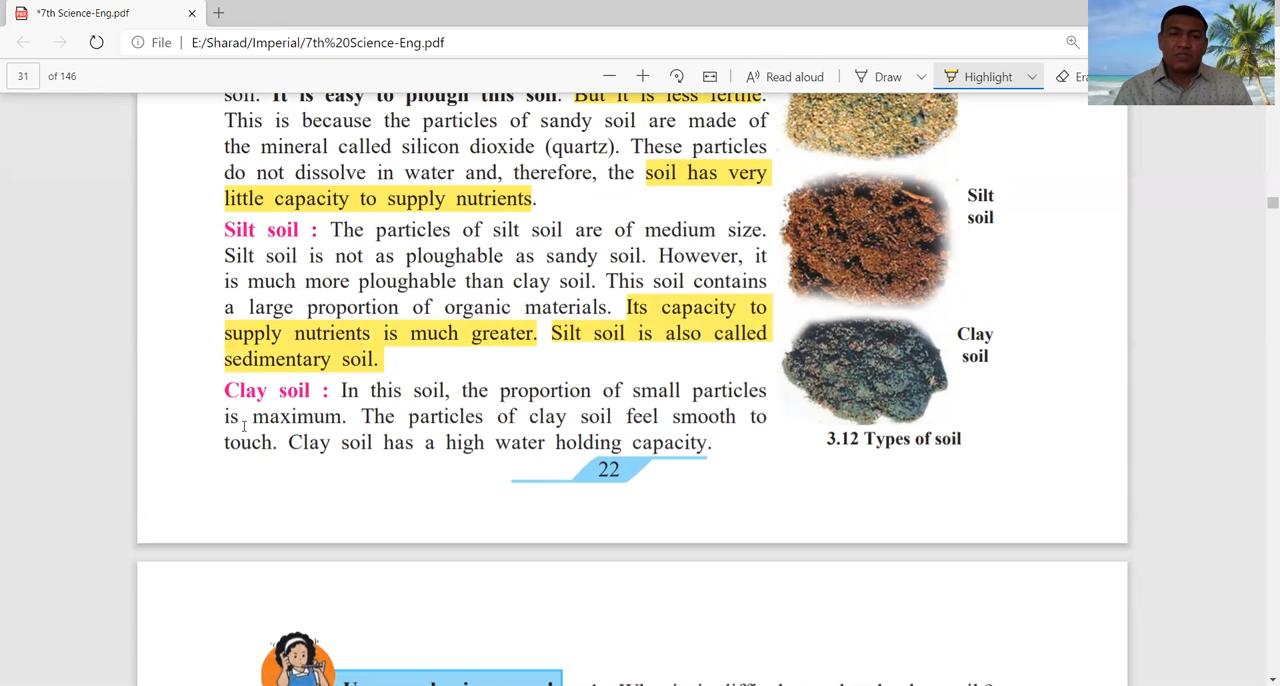 *7th Science-Eng.pdf
File | E:/Sharad/Imperial/7th%20Science-Eng.pdf
31 of 146
Read aloud
Draw
Highlight
soil. It is easy to plough this soil. But it is less fertile.
This is because the particles of sandy soil are made of
the mineral called silicon dioxide (quartz). These particles
do not dissolve in water and, therefore, the soil has very
little capacity to supply nutrients.
Silt soil : The particles of silt soil are of medium size.
Silt soil is not as ploughable as sandy soil. However, it
is much more ploughable than clay soil. This soil contains
a large proportion of organic materials. Its capacity to
supply nutrients is much greater. Silt soil is also called
sedimentary soil.
Clay soil : In this soil, the proportion of small particles
is maximum. The particles of clay soil feel smooth to
touch. Clay soil has a high water holding capacity.
Silt
soil
Clay
soil
3.12 Types of soil
22